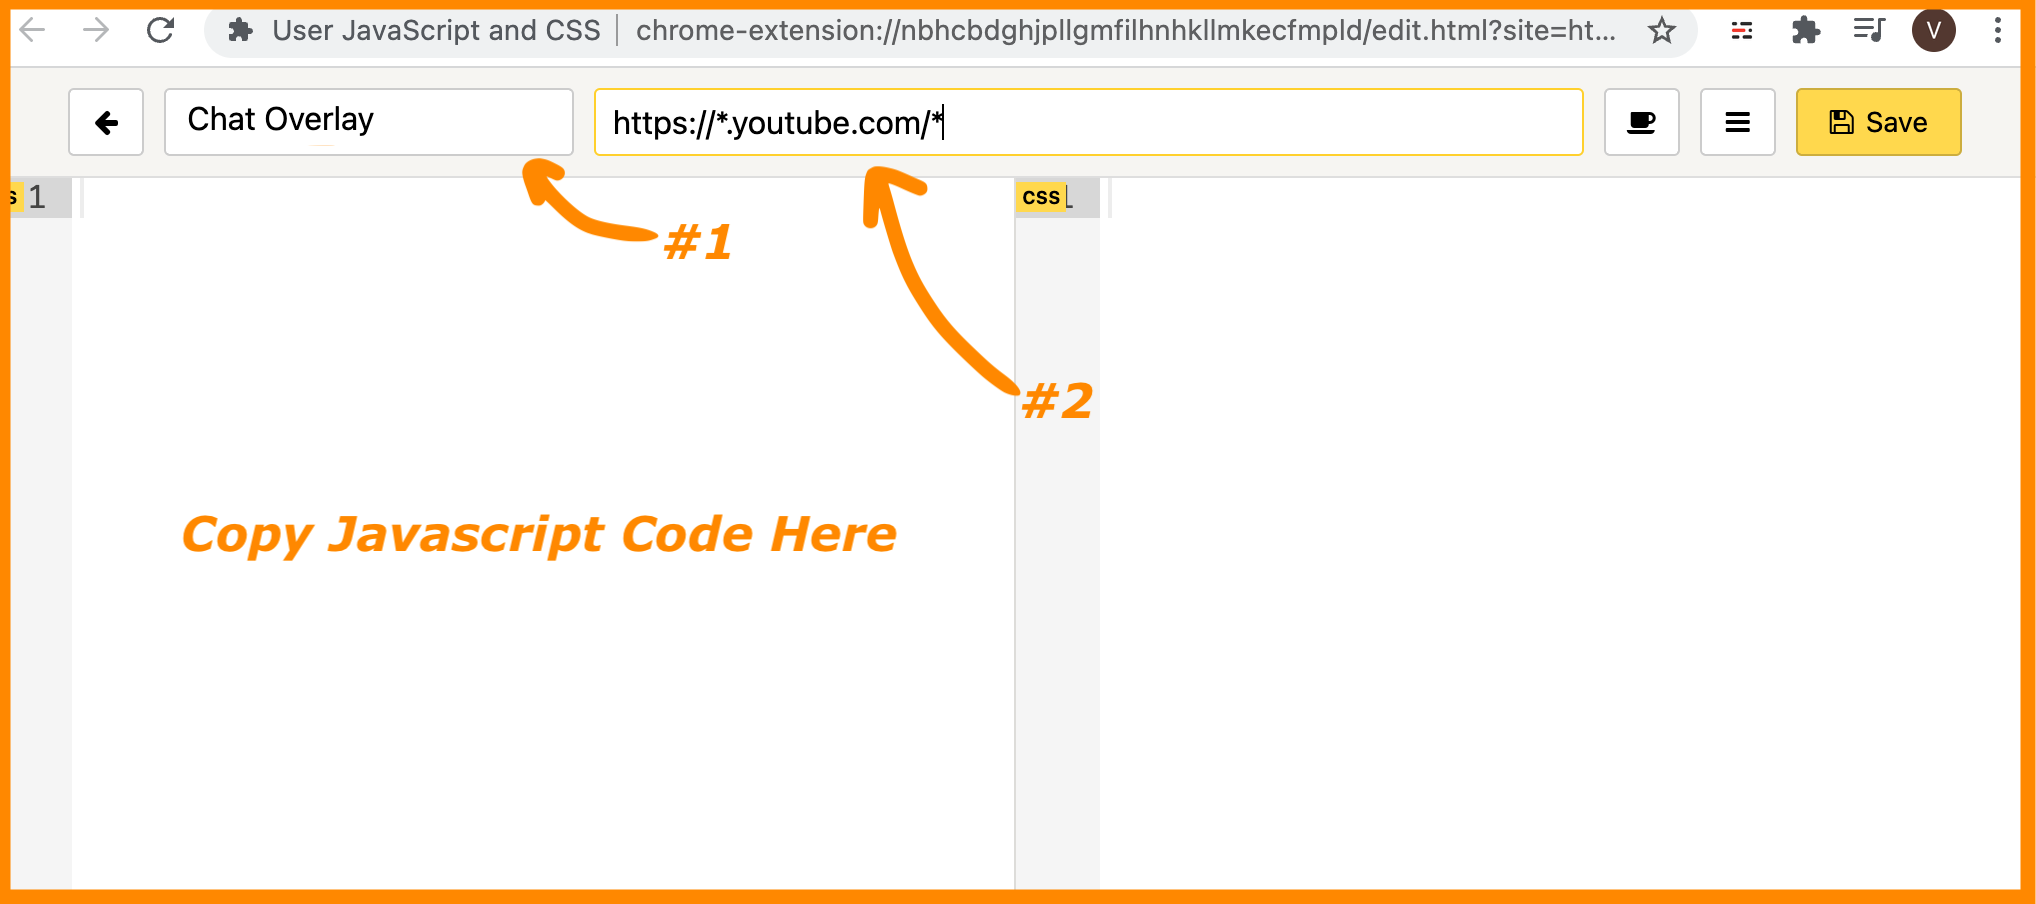 User JavaScript and CSS | chrome-extension://nbhcbdghjpllgmfilhnhkllmkecfmpld/edit.html?site=ht...
V
Chat Overlay
https://*.youtube.com/*
Save
s 1
css 1
#1
#2
Copy Javascript Code Here